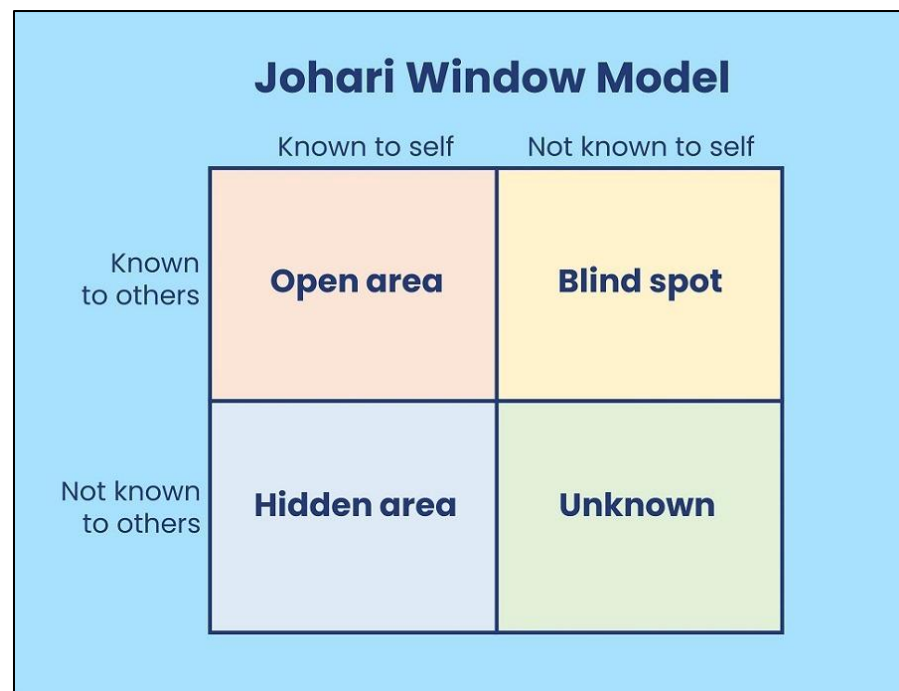 Johari Window Model
Known to self
Not known to self
Known
to others
Open area
Blind spot
Not known
to others
Hidden area
Unknown